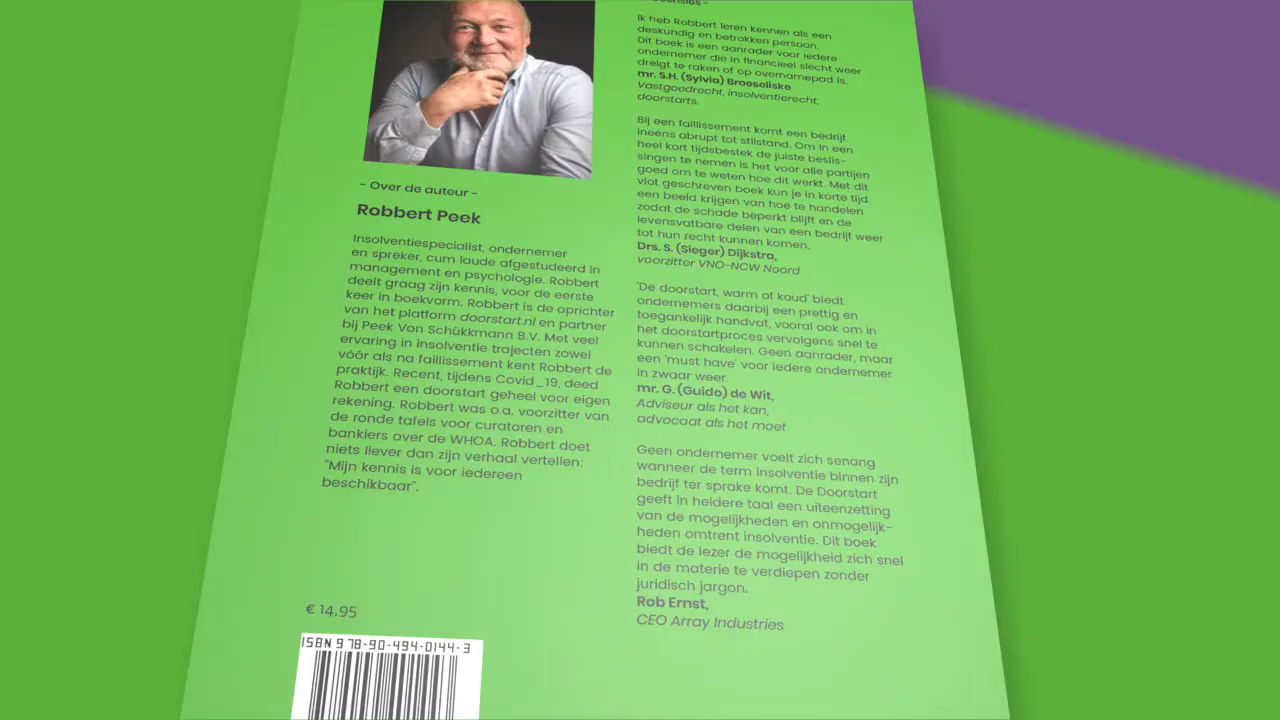 - Over de auteur -
Robbert Peek
Insolventiespecialist, ondernemer
en spreker, cum laude afgestudeerd in
management en psychologie. Robbert
deelt graag zijn kennis, voor de eerste
keer in boekvorm. Robbert is de oprichter
van het platform doorstart.nl en partner
bij Peek Von Schükkmann B.V. Met veel
ervaring in insolventie trajecten zowel
vóór als na faillissement kent Robbert de
praktijk. Recent, tijdens Covid_19, deed
Robbert een doorstart geheel voor eigen
rekening. Robbert was o.a. voorzitter van
de ronde tafels voor curatoren en
bankiers over de WHOA. Robbert doet
niets liever dan zijn verhaal vertellen:
"Mijn kennis is voor iedereen
beschikbaar".
€ 14,95
ISBN 978-90-494-0144-3
Ik heb Robbert leren kennen als een
deskundig en betrokken persoon.
Dit boek is een aanrader voor iedere
ondernemer die in financieel slecht weer
dreigt te raken of op overnamepad is.
mr. S.H. (Sylvia) Broeseliske
Vastgoedrecht, insolventierecht,
doorstarts.
Bij een faillissement komt een bedrijf
ineens abrupt tot stilstand. Om in een
heel kort tijdsbestek de juiste beslis-
singen te nemen is het voor alle partijen
goed om te weten hoe dit werkt. Met dit
vlot geschreven boek kun je in korte tijd
een beeld krijgen van hoe te handelen
zodat de schade beperkt blijft en de
levensvatbare delen van een bedrijf weer
tot hun recht kunnen komen.
Drs. S. (Sieger) Dijkstra,
voorzitter VNO-NCW Noord
'De doorstart, warm of koud' biedt
ondernemers daarbij een prettig en
toegankelijk handvat, vooral ook om in
het doorstartproces vervolgens snel te
kunnen schakelen. Geen aanrader, maar
een 'must have' voor iedere ondernemer
in zwaar weer.
mr. G. (Guido) de Wit,
Adviseur als het kan,
advocaat als het moet
Geen ondernemer voelt zich senang
wanneer de term insolventie binnen zijn
bedrijf ter sprake komt. De Doorstart
geeft in heldere taal een uiteenzetting
van de mogelijkheden en onmogelijk-
heden omtrent insolventie. Dit boek
biedt de lezer de mogelijkheid zich snel
in de materie te verdiepen zonder
juridisch jargon.
Rob Ernst,
CEO Array Industries